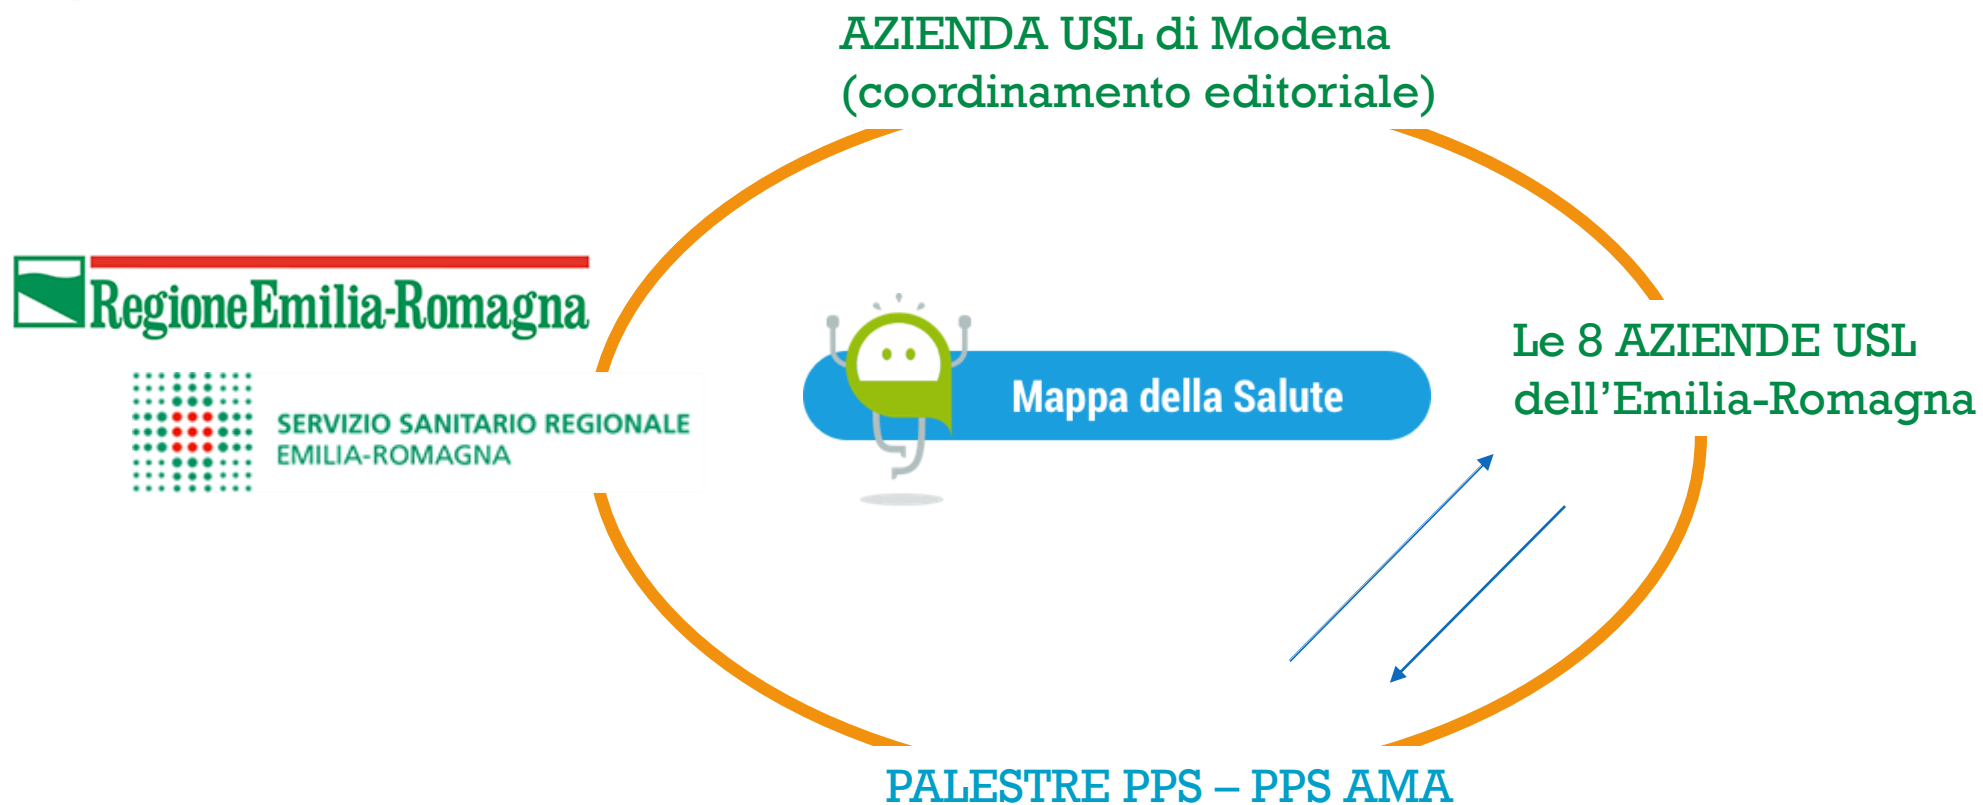 AZIENDA USL di Modena
(coordinamento editoriale)
RegioneEmilia-Romagna
SERVIZIO SANITARIO REGIONALE
EMILIA-ROMAGNA
Mappa della Salute
Le 8 AZIENDE USL
dell’Emilia-Romagna
PALESTRE PPS – PPS AMA